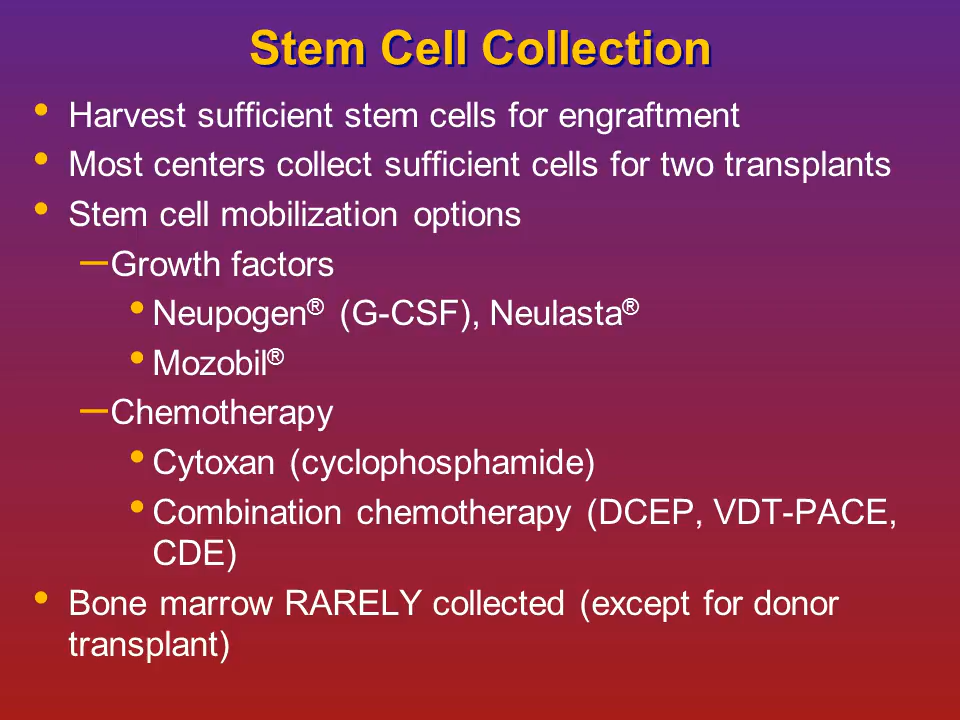 Stem Cell Collection
• Harvest sufficient stem cells for engraftment
• Most centers collect sufficient cells for two transplants
• Stem cell mobilization options
– Growth factors
• Neupogen® (G-CSF), Neulasta®
• Mozobil®
– Chemotherapy
• Cytoxan (cyclophosphamide)
• Combination chemotherapy (DCEP, VDT-PACE,
CDE)
• Bone marrow RARELY collected (except for donor
transplant)